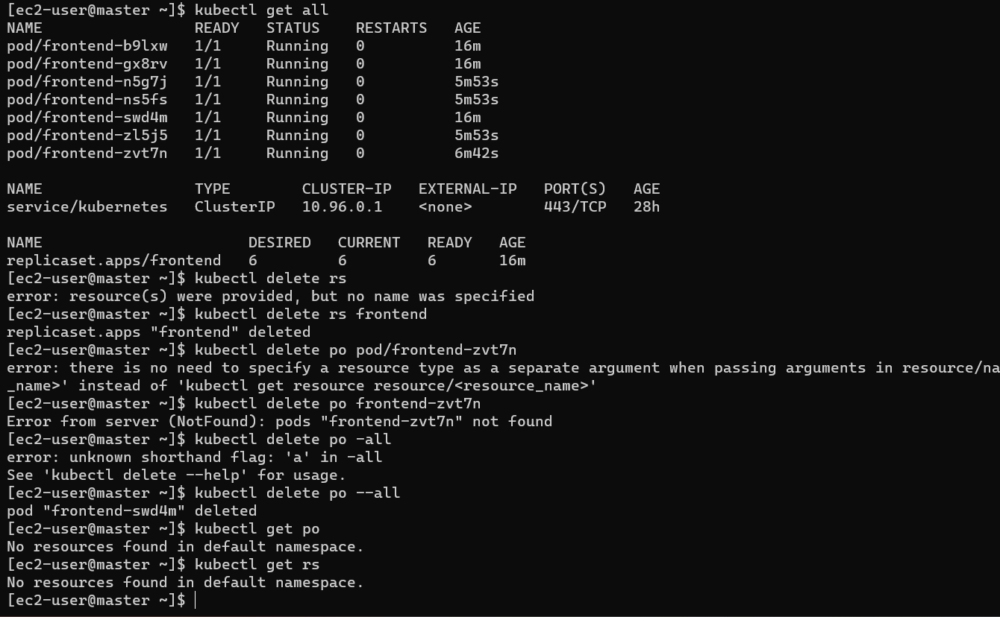 [ec2-user@master ~]$ kubectl get all
NAME                 READY   STATUS    RESTARTS   AGE
pod/frontend-b9lxw   1/1     Running   0          16m
pod/frontend-gx8rv   1/1     Running   0          16m
pod/frontend-n5g7j   1/1     Running   0          5m53s
pod/frontend-ns5fs   1/1     Running   0          5m53s
pod/frontend-swd4m   1/1     Running   0          16m
pod/frontend-zl5j5   1/1     Running   0          5m53s
pod/frontend-zvt7n   1/1     Running   0          6m42s
NAME                 TYPE        CLUSTER-IP   EXTERNAL-IP   PORT(S)   AGE
service/kubernetes   ClusterIP   10.96.0.1    <none>        443/TCP   28h
NAME                       DESIRED   CURRENT   READY   AGE
replicaset.apps/frontend   6         6         6       16m
[ec2-user@master ~]$ kubectl delete rs
error: resource(s) were provided, but no name was specified
[ec2-user@master ~]$ kubectl delete rs frontend
replicaset.apps "frontend" deleted
[ec2-user@master ~]$ kubectl delete po pod/frontend-zvt7n
error: there is no need to specify a resource type as a separate argument when passing arguments in resource/na
_name>' instead of 'kubectl get resource resource/<resource_name>'
[ec2-user@master ~]$ kubectl delete po frontend-zvt7n
Error from server (NotFound): pods "frontend-zvt7n" not found
[ec2-user@master ~]$ kubectl delete po -all
error: unknown shorthand flag: 'a' in -all
See 'kubectl delete --help' for usage.
[ec2-user@master ~]$ kubectl delete po --all
pod "frontend-swd4m" deleted
[ec2-user@master ~]$ kubectl get po
No resources found in default namespace.
[ec2-user@master ~]$ kubectl get rs
No resources found in default namespace.
[ec2-user@master ~]$